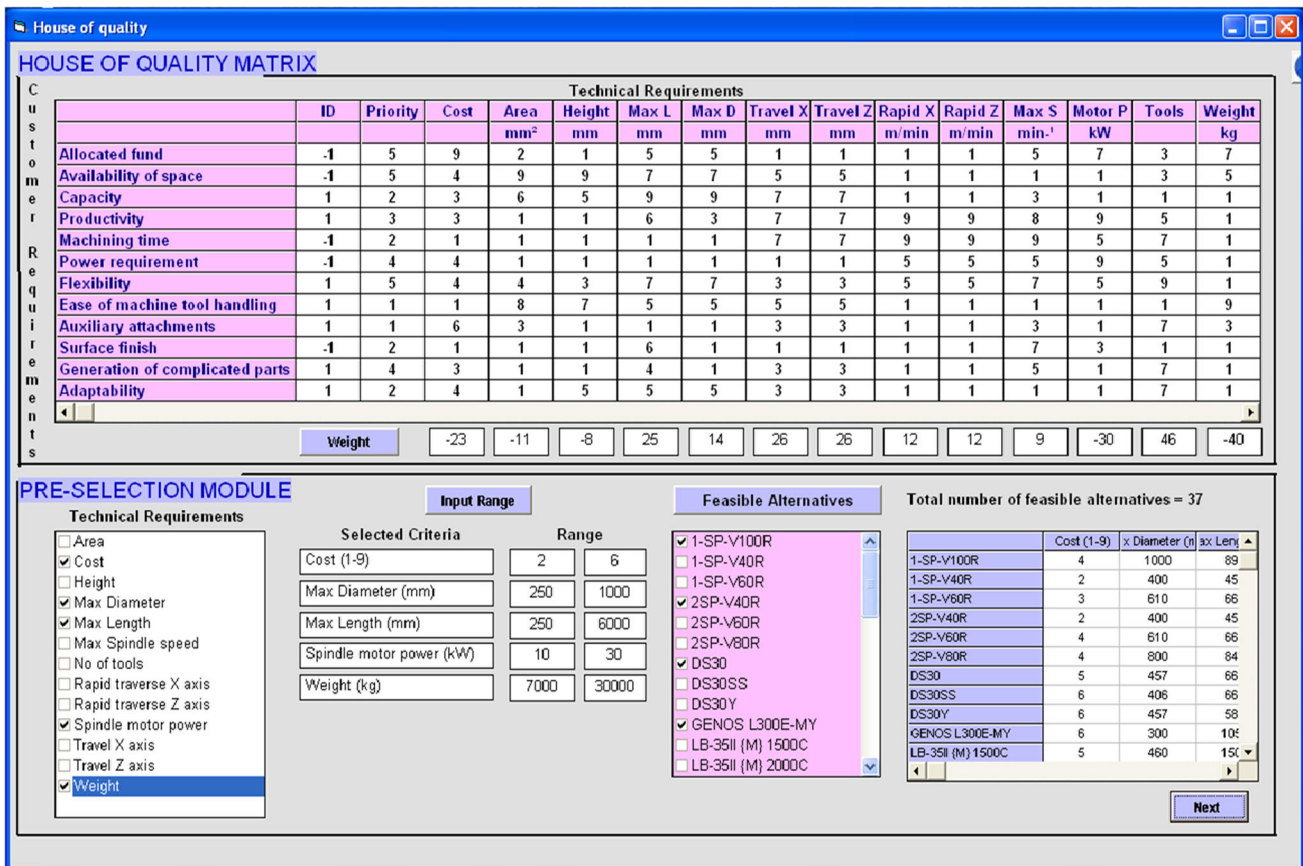 House of quality
HOUSE OF QUALITY MATRIX
Customer Requirements
Technical Requirements
ID Priority Cost Area Height Max L Max D Travel X Travel Z Rapid X Rapid Z Max S Motor P Tools Weight
mm² mm mm mm mm mm m/min m/min min-¹ kW kg
Allocated fund -1 5 9 2 1 5 5 1 1 1 1 5 7 3 7
Availability of space -1 5 4 9 9 7 7 5 5 1 1 1 1 3 5
Capacity 1 2 3 6 5 9 9 7 7 1 1 3 1 1 1
Productivity 1 3 3 1 1 6 3 7 7 9 9 8 9 5 1
Machining time -1 2 1 1 1 1 1 7 7 9 9 9 5 7 1
Power requirement -1 4 4 1 1 1 1 1 1 5 5 5 9 5 1
Flexibility 1 5 4 4 3 7 7 3 3 5 5 7 5 9 1
Ease of machine tool handling 1 1 1 8 7 5 5 5 5 1 1 1 1 1 9
Auxiliary attachments 1 1 6 3 1 1 1 3 3 1 1 3 1 7 3
Surface finish -1 2 1 1 1 6 1 1 1 1 1 7 3 1 1
Generation of complicated parts 1 4 3 1 1 4 1 3 3 1 1 5 1 7 1
Adaptability 1 2 4 1 5 5 5 3 3 1 1 1 1 7 1
Weight -23 -11 -8 25 14 26 26 12 12 9 -30 46 -40
PRE-SELECTION MODULE
Technical Requirements
Area
Cost
Height
Max Diameter
Max Length
Max Spindle speed
No of tools
Rapid traverse X axis
Rapid traverse Z axis
Spindle motor power
Travel X axis
Travel Z axis
Weight
Input Range
Selected Criteria Range
Cost (1-9) 2 6
Max Diameter (mm) 250 1000
Max Length (mm) 250 6000
Spindle motor power (kW) 10 30
Weight (kg) 7000 30000
Feasible Alternatives
1-SP-V100R
1-SP-V40R
1-SP-V60R
2SP-V40R
2SP-V60R
2SP-V80R
DS30
DS30SS
DS30Y
GENOS L300E-MY
LB-35II {M} 1500C
LB-35II {M} 2000C
Total number of feasible alternatives = 37
Cost (1-9) x Diameter (n ax Leng
1-SP-V100R 4 1000 89
1-SP-V40R 2 400 45
1-SP-V60R 3 610 66
2SP-V40R 2 400 45
2SP-V60R 4 610 66
2SP-V80R 4 800 84
DS30 5 457 66
DS30SS 6 406 66
DS30Y 6 457 58
GENOS L300E-MY 6 300 105
LB-35II {M} 1500C 5 460 150
Next